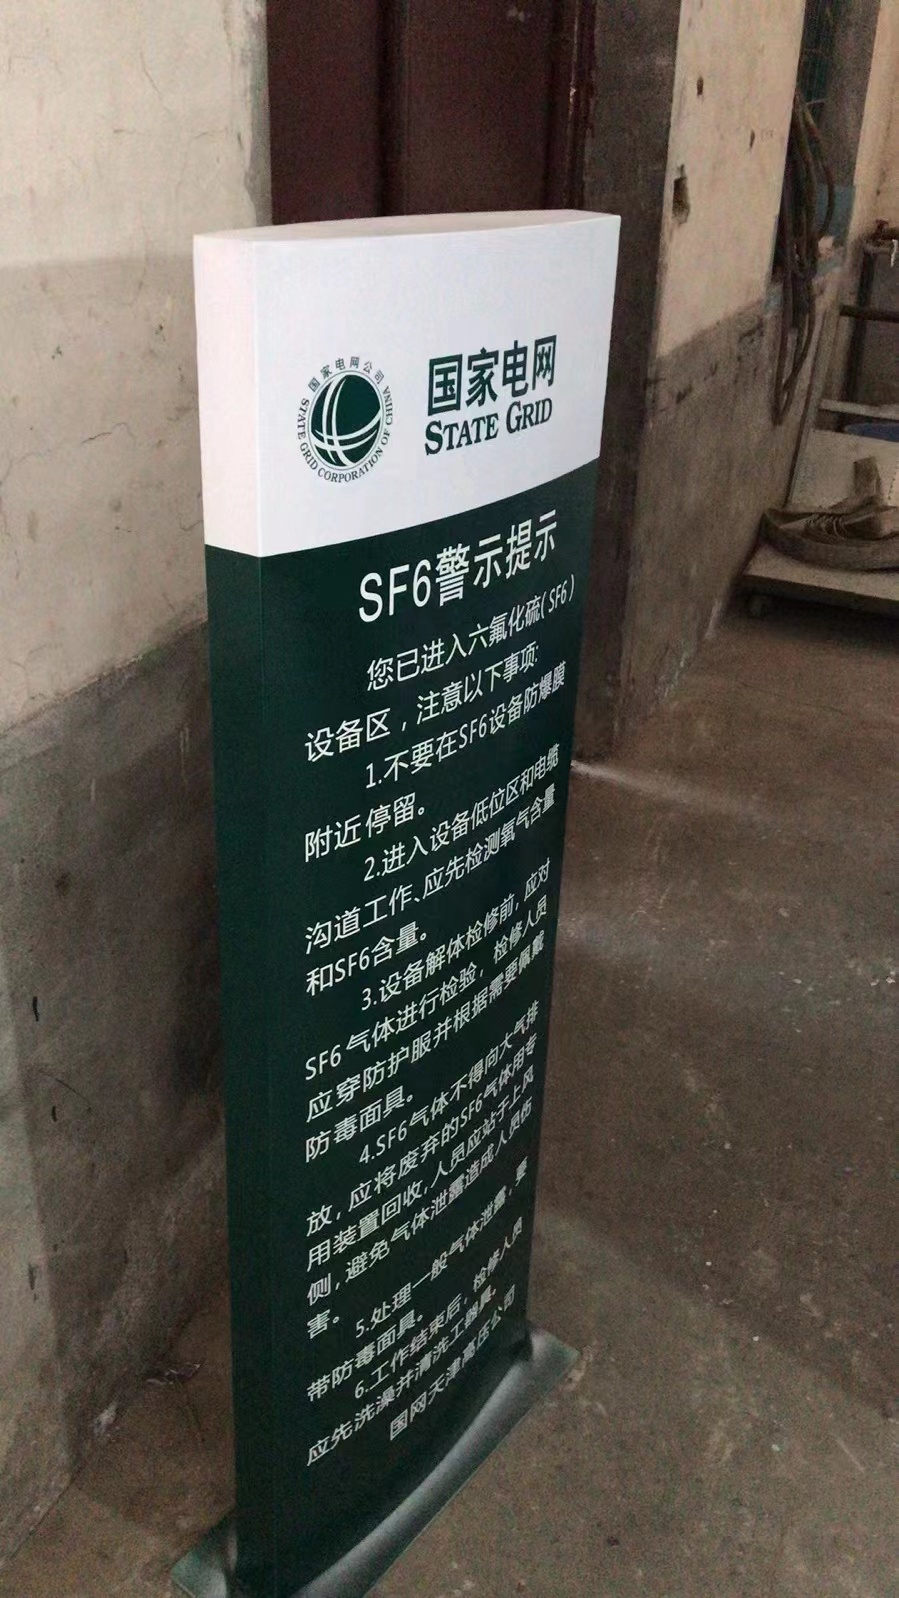 国家电网公司
STATE GRID CORPORATION OF CHINA
国家电网
STATE GRID
SF6警示提示
您已进入六氟化硫(SF6)
设备区，注意以下事项:
1.不要在SF6设备防爆膜
附近停留。
2.进入设备低位区和电缆
沟道工作、应先检测氧气含量
和SF6含量。
3.设备解体检修前，应对
SF6气体进行检验，检修人员
应穿防护服并根据需要佩戴
防毒面具。
4.SF6气体不得向大气排
放，应将废弃的SF6气体用专
用装置回收,人员应站于上风
侧,避免气体泄露造成人员伤
害。
5.处理一般气体泄露,要
带防毒面具。
6.工作结束后，检修人员
应先洗澡并清洗工器具。
国网天津高压公司